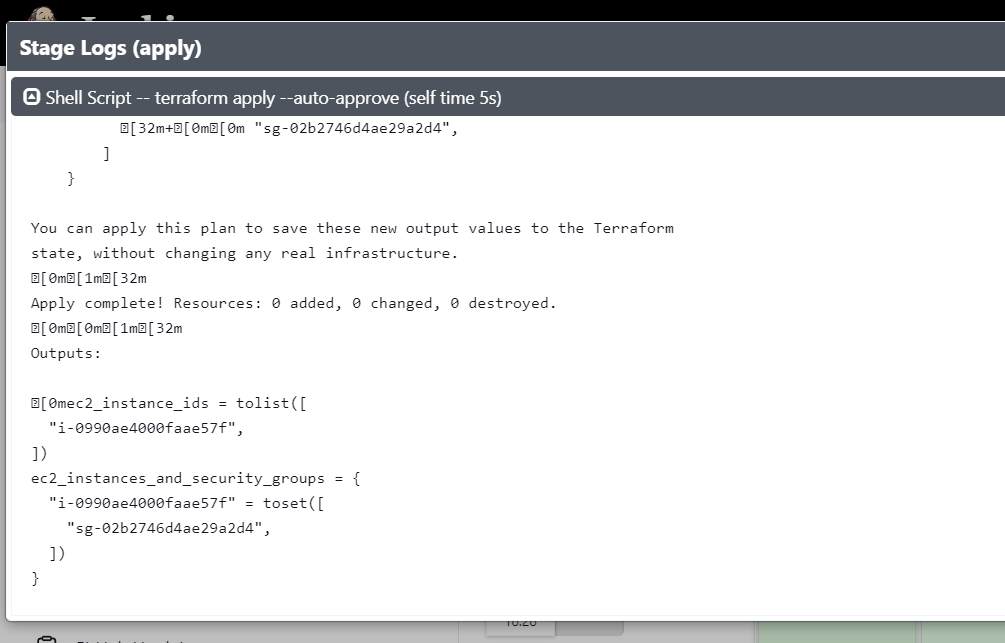 Stage Logs (apply)
Shell Script -- terraform apply --auto-approve (self time 5s)
[32m+[0m[0m "sg-02b2746d4ae29a2d4",
]
}
You can apply this plan to save these new output values to the Terraform
state, without changing any real infrastructure.
[0m[1m[32m
Apply complete! Resources: 0 added, 0 changed, 0 destroyed.
[0m[0m[1m[32m
Outputs:
[0mec2_instance_ids = tolist([
"i-0990ae4000faae57f",
])
ec2_instances_and_security_groups = {
"i-0990ae4000faae57f" = toset([
"sg-02b2746d4ae29a2d4",
])
}